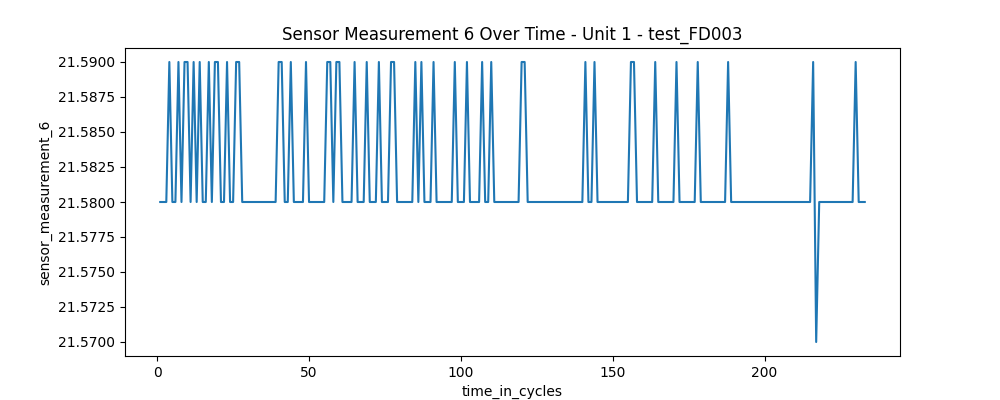 Sensor Measurement 6 Over Time - Unit 1 - test_FD003
21.5900
21.5875
21.5850
21.5825
21.5800
21.5775
21.5750
21.5725
21.5700
sensor_measurement_6
0 50 100 150 200
time_in_cycles